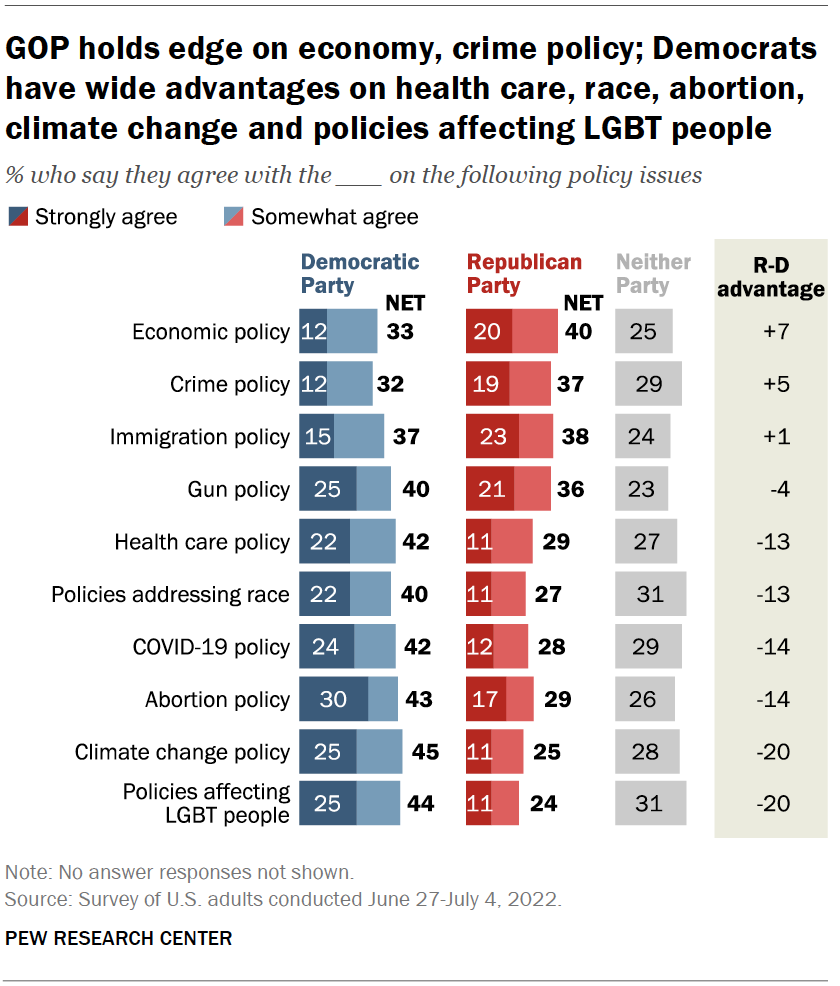 GOP holds edge on economy, crime policy; Democrats
have wide advantages on health care, race, abortion,
climate change and policies affecting LGBT people
% who say they agree with the ___ on the following policy issues
Strongly agree Somewhat agree
Democratic Party Republican Party Neither Party R-D advantage
NET NET
Economic policy 12 33 20 40 25 +7
Crime policy 12 32 19 37 29 +5
Immigration policy 15 37 23 38 24 +1
Gun policy 25 40 21 36 23 -4
Health care policy 22 42 11 29 27 -13
Policies addressing race 22 40 11 27 31 -13
COVID-19 policy 24 42 12 28 29 -14
Abortion policy 30 43 17 29 26 -14
Climate change policy 25 45 11 25 28 -20
Policies affecting
LGBT people 25 44 11 24 31 -20
Note: No answer responses not shown.
Source: Survey of U.S. adults conducted June 27-July 4, 2022.
PEW RESEARCH CENTER